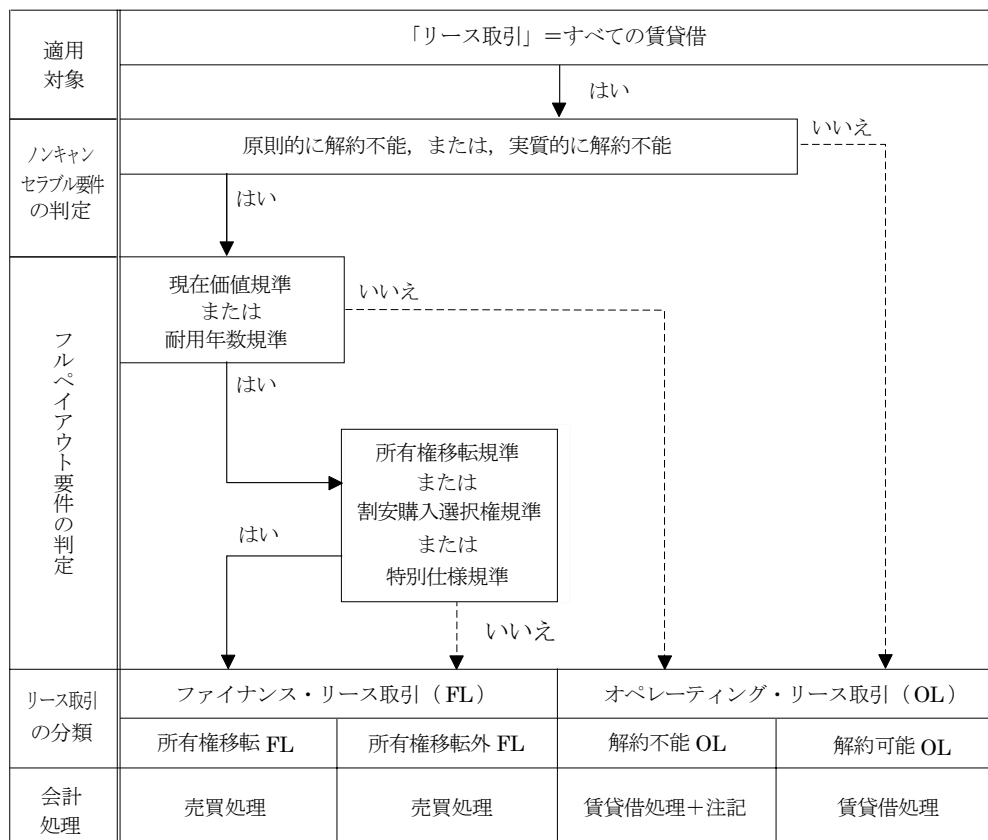 適用
対象
「リース取引」＝すべての賃貸借
はい
ノンキャン
セラブル要件
の判定
原則的に解約不能，または，実質的に解約不能
いいえ
はい
フルペイアウト要件の判定
現在価値規準
または
耐用年数規準
いいえ
はい
所有権移転規準
または
割安購入選択権規準
または
特別仕様規準
はい
いいえ
リース取引
の分類
ファイナンス・リース取引（FL）
オペレーティング・リース取引（OL）
所有権移転 FL
所有権移転外 FL
解約不能 OL
解約可能 OL
会計
処理
売買処理
売買処理
賃貸借処理＋注記
賃貸借処理